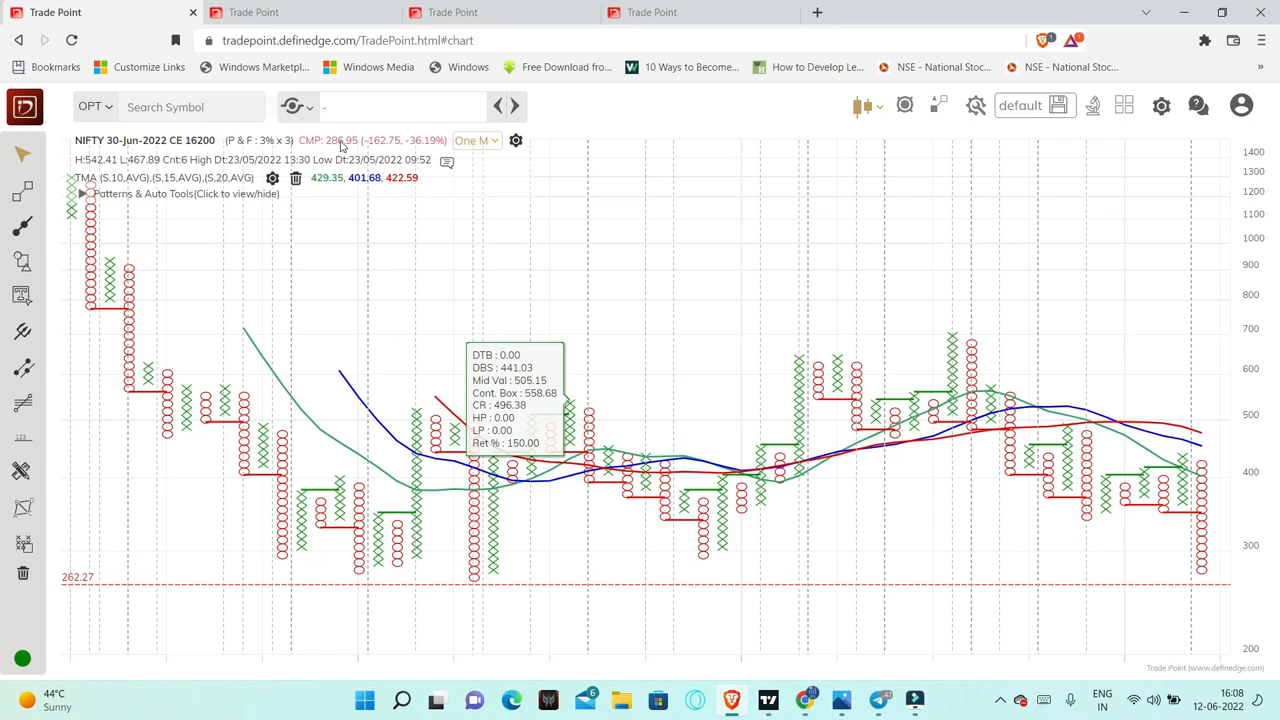 Trade Point
Trade Point
Trade Point
Trade Point
tradepoint.definedge.com/TradePoint.html#chart
1
1
Bookmarks
Customize Links
Windows Marketpl...
Windows Media
Windows
Free Download fro...
10 Ways to Become...
How to Develop Le...
NSE - National Stoc...
NSE - National Stoc...
»
OPT
Search Symbol
-
default
NIFTY 30-Jun-2022 CE 16200 (P & F : 3% x 3) CMP: 286.95 (-162.75, -36.19%) One M
H:542.41 L:467.89 Cnt:6 High Dt:23/05/2022 13:30 Low Dt:23/05/2022 09:52
TMA (S,10,AVG),(S,15,AVG),(S,20,AVG) 429.35, 401.68, 422.59
Patterns & Auto Tools(Click to view/hide)
1400
1300
1200
1100
1000
900
800
700
600
500
400
300
200
DTB : 0.00
DBS : 441.03
Mid Val : 505.15
Cont. Box : 558.68
CR : 496.38
HP : 0.00
LP : 0.00
Ret % : 150.00
123
262.27
Trade Point (www.definedge.com)
44°C
Sunny
6
47
ENG
IN
16:08
12-06-2022